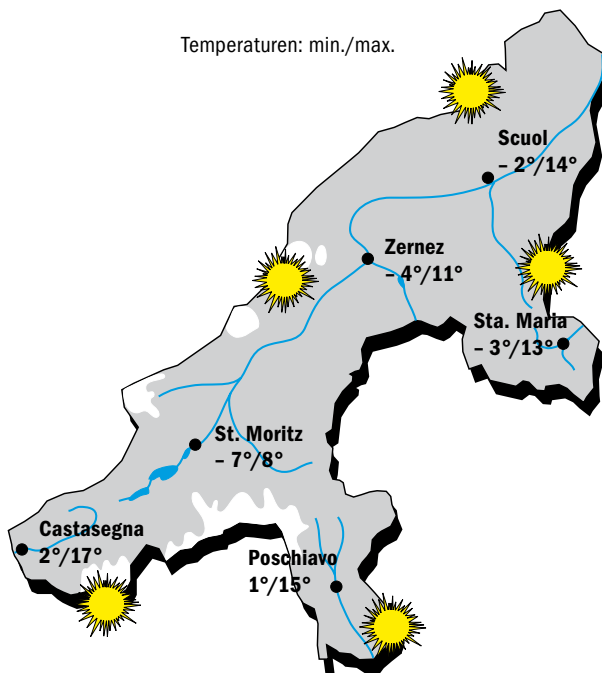 Temperaturen: min./max.
Scuol
– 2°/14°
Zernez
– 4°/11°
Sta. Maria
– 3°/13°
St. Moritz
– 7°/8°
Castasegna
2°/17°
Poschiavo
1°/15°